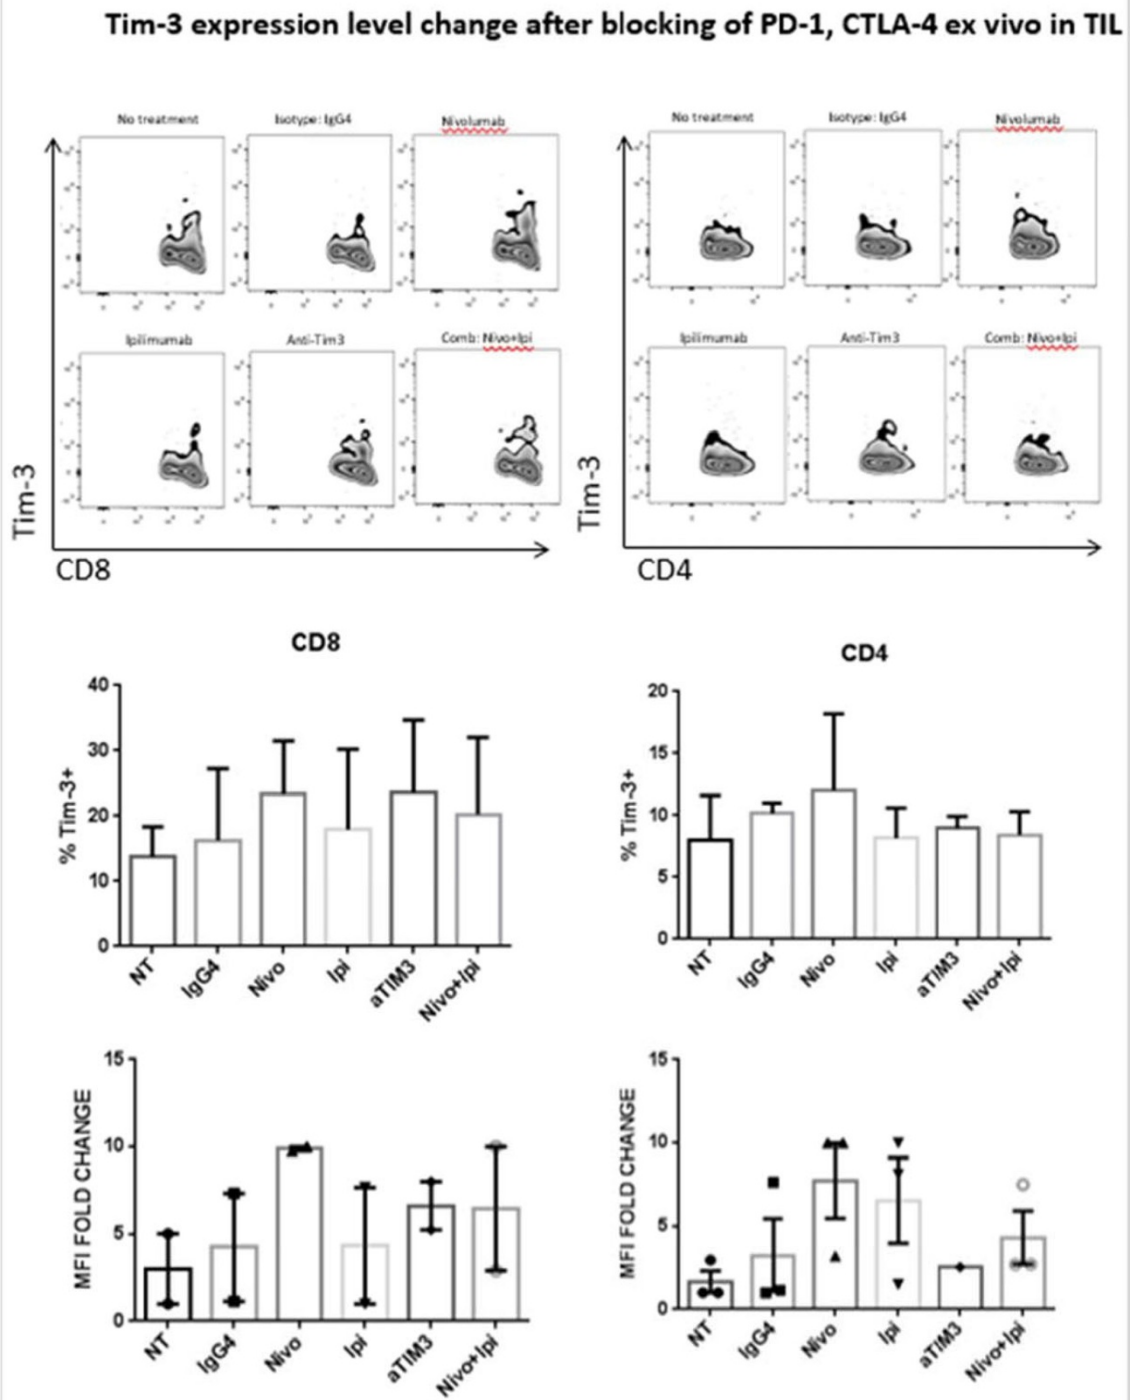 Tim-3 expression level change after blocking of PD-1, CTLA-4 ex vivo in TIL
No treatment Isotype: IgG4 Nivolumab
No treatment Isotype: IgG4 Nivolumab
Ipilimumab Anti-Tim3 Comb: Nivo+Ipi
Ipilimumab Anti-Tim3 Comb: Nivo+Ipi
Tim-3
Tim-3
CD8
CD4
CD8
40
30
20
10
0
% Tim-3+
NT IgG4 Nivo Ipi aTIM3 Nivo+Ipi
CD4
20
15
10
5
0
% Tim-3+
NT IgG4 Nivo Ipi aTIM3 Nivo+Ipi
15
10
5
0
MFI FOLD CHANGE
NT IgG4 Nivo Ipi aTIM3 Nivo+Ipi
15
10
5
0
MFI FOLD CHANGE
NT IgG4 Nivo Ipi aTIM3 Nivo+Ipi